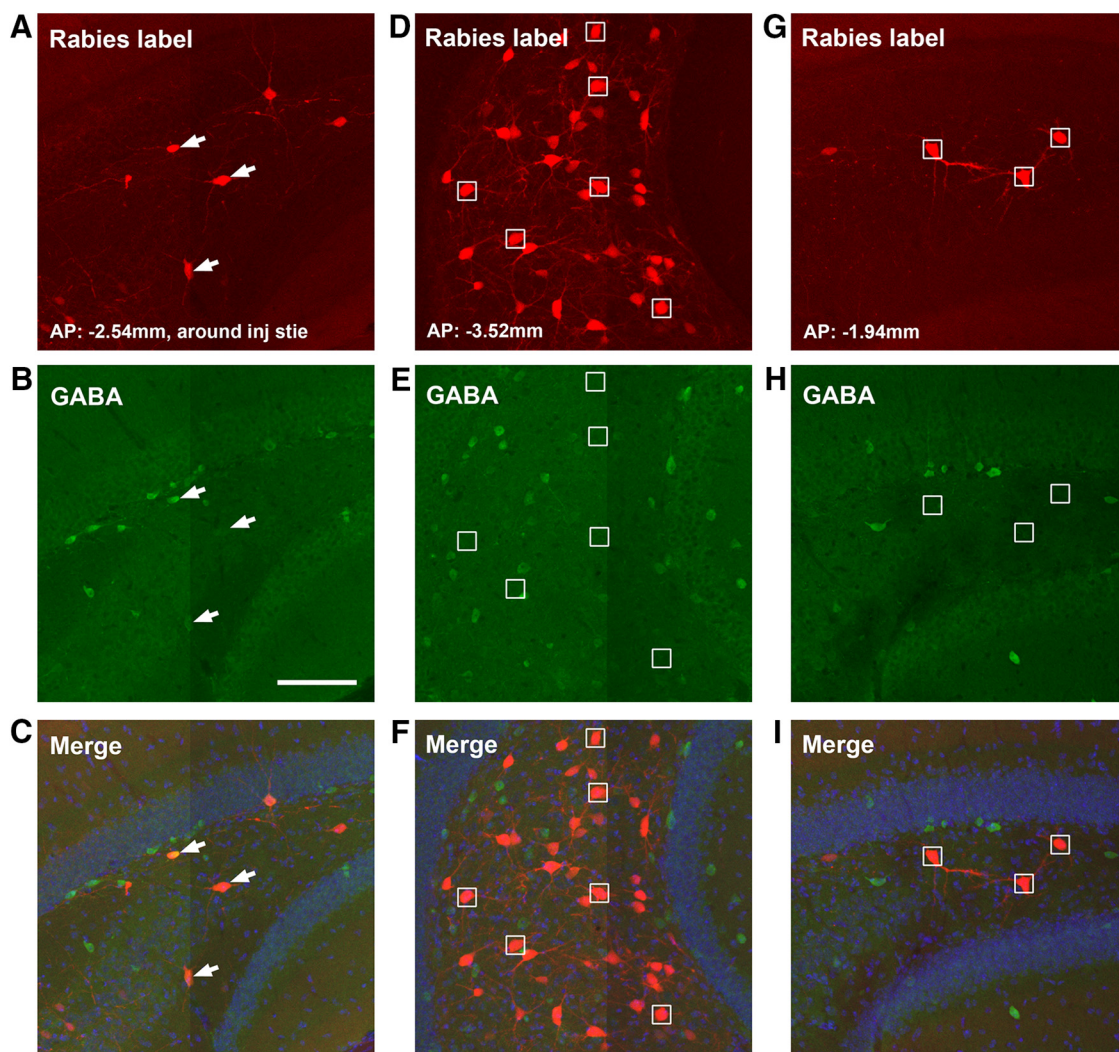 A
Rabies label
AP: -2.54mm, around inj stie
D
Rabies label
AP: -3.52mm
G
Rabies label
AP: -1.94mm
B
GABA
E
GABA
H
GABA
C
Merge
F
Merge
I
Merge